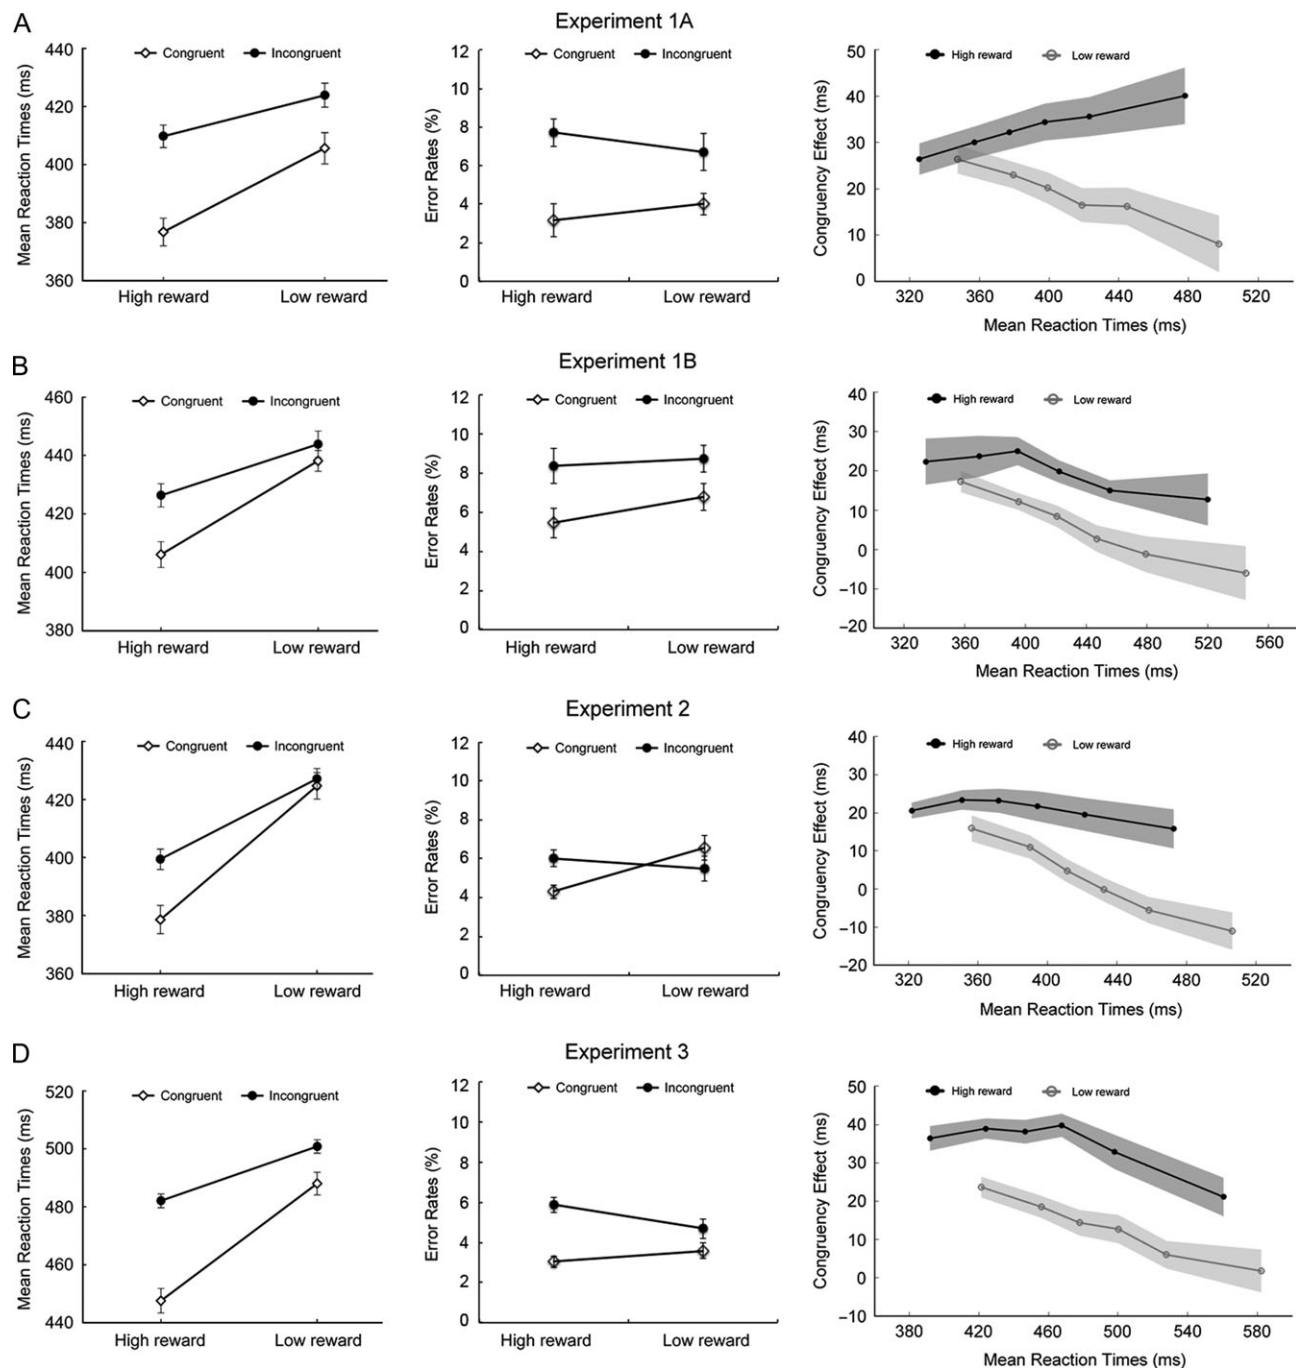 A
Experiment 1A
Mean Reaction Times (ms)
440
420
400
380
360
Congruent
Incongruent
High reward
Low reward
Error Rates (%)
12
10
8
6
4
2
0
Congruent
Incongruent
High reward
Low reward
Congruency Effect (ms)
50
40
30
20
10
0
High reward
Low reward
320 360 400 440 480 520
Mean Reaction Times (ms)
B
Experiment 1B
Mean Reaction Times (ms)
460
440
420
400
380
Congruent
Incongruent
High reward
Low reward
Error Rates (%)
12
10
8
6
4
2
0
Congruent
Incongruent
High reward
Low reward
Congruency Effect (ms)
40
30
20
10
0
−10
−20
High reward
Low reward
320 360 400 440 480 520 560
Mean Reaction Times (ms)
C
Experiment 2
Mean Reaction Times (ms)
440
420
400
380
360
Congruent
Incongruent
High reward
Low reward
Error Rates (%)
12
10
8
6
4
2
0
Congruent
Incongruent
High reward
Low reward
Congruency Effect (ms)
40
30
20
10
0
−10
−20
High reward
Low reward
320 360 400 440 480 520
Mean Reaction Times (ms)
D
Experiment 3
Mean Reaction Times (ms)
520
500
480
460
440
Congruent
Incongruent
High reward
Low reward
Error Rates (%)
12
10
8
6
4
2
0
Congruent
Incongruent
High reward
Low reward
Congruency Effect (ms)
50
40
30
20
10
0
−10
High reward
Low reward
380 420 460 500 540 580
Mean Reaction Times (ms)